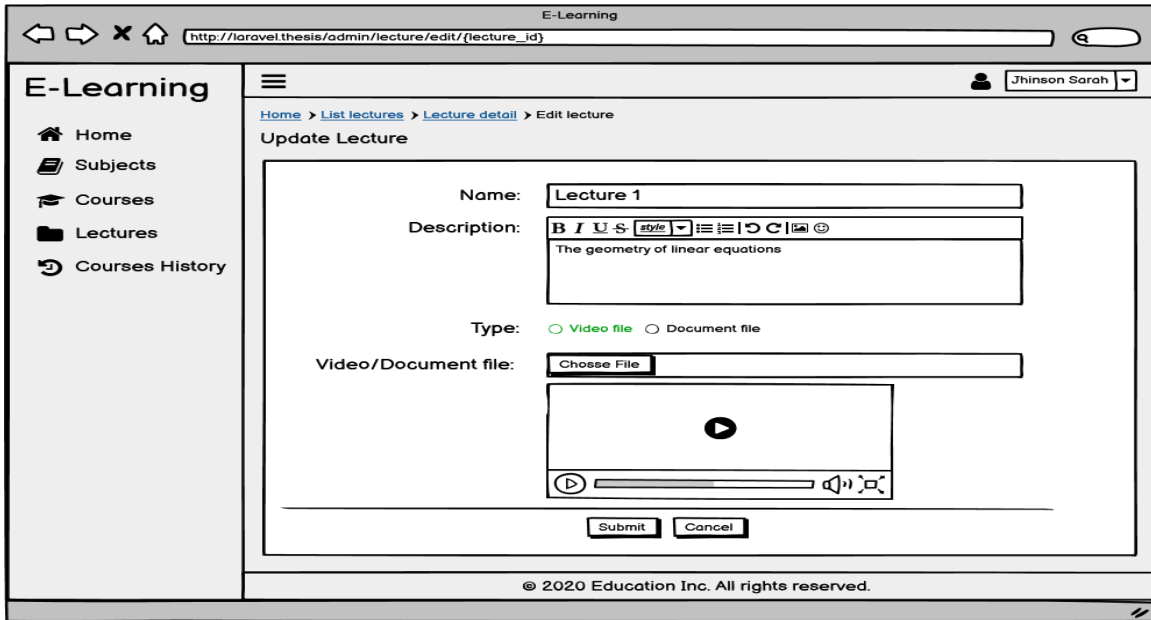 E-Learning
http://laravel.thesis/admin/lecture/edit/{lecture_id}
E-Learning
Home
Subjects
Courses
Lectures
Courses History
Jhinson Sarah
Home > List lectures > Lecture detail > Edit lecture
Update Lecture
Name: Lecture 1
Description: B I U S style
The geometry of linear equations
Type: Video file Document file
Video/Document file: Chosse File
Submit Cancel
© 2020 Education Inc. All rights reserved.